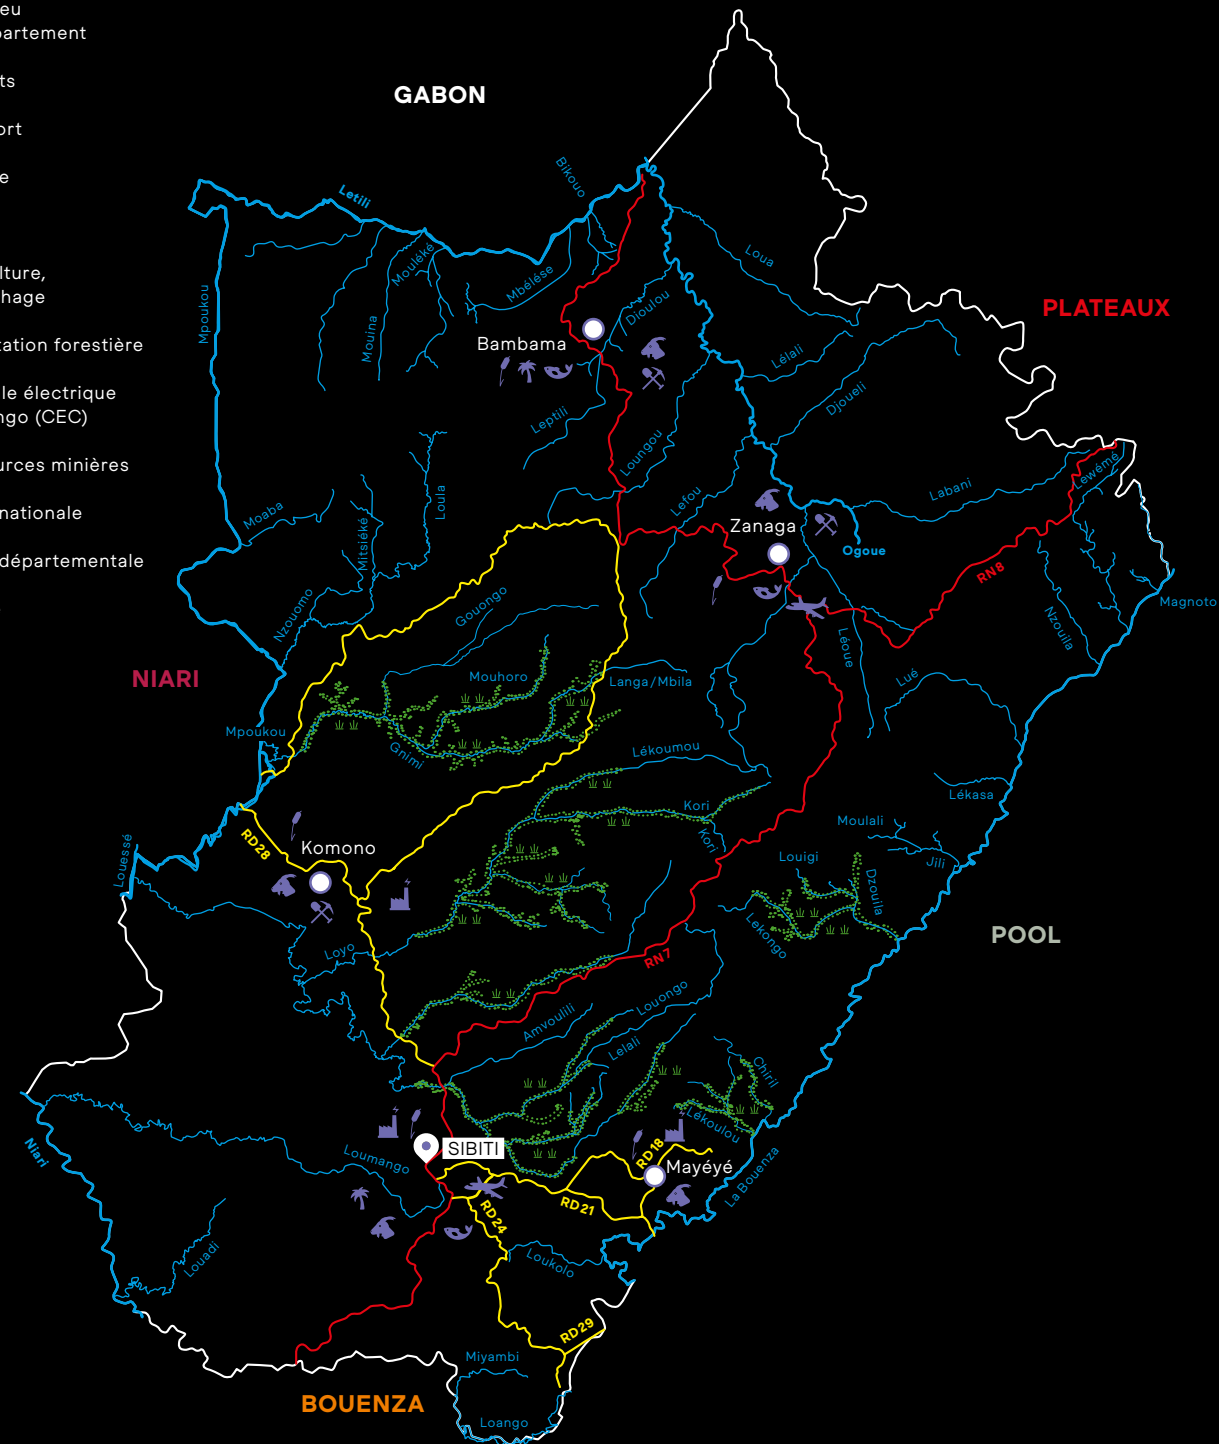 eu
partement
ts
ort
e
lture,
hage
tation forestière
le électrique
ngo (CEC)
urces minières
nationale
départementale
GABON
PLATEAUX
NIARI
POOL
BOUENZA
Letili
Bikouo
Loua
Mouléké
Mbélése
Mpoukou
Mouina
Dioulou
Bambama
Lélali
Djoueli
Leptili
Loungou
Lefou
Labani
Lewémé
Loula
Moaba
Mitsiéké
Zanaga
Ogoue
RN8
Magnoto
Nzouila
Nzouomo
Gouongo
Léoue
Lué
Mouhoro
Langa/Mbila
Mpoukou
Gnimi
Lékoumou
Lékasa
Kori
Kori
Moulali
Jili
Louigi
Dzoulia
Lekongo
RD28
Komono
Louessé
Loyo
RN7
Louongo
Amvoulili
Lelali
Chiril
Lékoulou
Niari
SIBITI
Loumango
RD18
Mayéyé
La Bouenza
RD21
RD24
Loukolo
Louadi
RD29
Miyambi
Loango